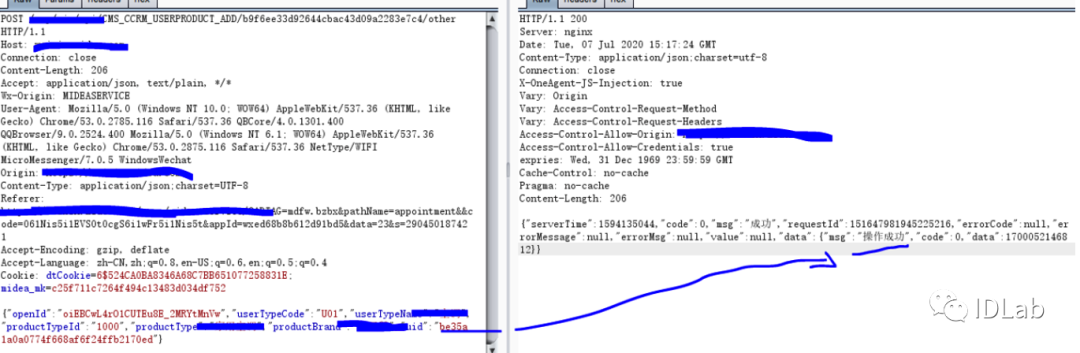 Raw Params Headers Hex
POST CMS_CCRM_USERPRODUCT_ADD/b9f6ee33d92644cbac43d09a2283e7c4/other
HTTP/1.1
Host:
Connection: close
Content-Length: 206
Accept: application/json, text/plain, */*
Wx-Origin: MIDEASERVICE
User-Agent: Mozilla/5.0 (Windows NT 10.0; WOW64) AppleWebKit/537.36 (KHTML, like
Gecko) Chrome/53.0.2785.116 Safari/537.36 QBCore/4.0.1301.400
QQBrowser/9.0.2524.400 Mozilla/5.0 (Windows NT 6.1; WOW64) AppleWebKit/537.36
(KHTML, like Gecko) Chrome/53.0.2875.116 Safari/537.36 NetType/WIFI
MicroMessenger/7.0.5 WindowsWechat
Origin:
Content-Type: application/json;charset=UTF-8
Referer:
=mdfw.bzbx&pathName=appointment&&c
ode=061Nis5i1EVS0t0cgS6i1wFr5i1Nis5t&appId=wxed68b8b612d91bd5&data=23&s=29045018742
1
Accept-Encoding: gzip, deflate
Accept-Language: zh-CN,zh;q=0.8,en-US;q=0.6,en;q=0.5;q=0.4
Cookie: dtCookie=6$524CA0BA8346A68C7BB651077258831E;
midea_mk=c25f711c7264f494c13483d034df752
{"openId":"oiEBCwL4rO1CUTEu8E_2MRYtMnVw","userTypeCode":"U01","userTypeNa
"productTypeId":"1000","productType productBrand uid":"be35a
1a0a0774f668af6f24ffb2170ed"}
Raw Headers Hex
HTTP/1.1 200
Server: nginx
Date: Tue, 07 Jul 2020 15:17:24 GMT
Content-Type: application/json;charset=utf-8
Connection: close
X-OneAgent-JS-Injection: true
Vary: Origin
Vary: Access-Control-Request-Method
Vary: Access-Control-Request-Headers
Access-Control-Allow-Origin:
Access-Control-Allow-Credentials: true
expries: Wed, 31 Dec 1969 23:59:59 GMT
Cache-Control: no-cache
Pragma: no-cache
Content-Length: 206
{"serverTime":1594135044,"code":0,"msg":"成功","requestId":151647981945225216,"errorCode":null,"er
rorMessage":null,"errorMsg":null,"value":null,"data":{"msg":"操作成功","code":0,"data":17000521468
12}}
IDLab